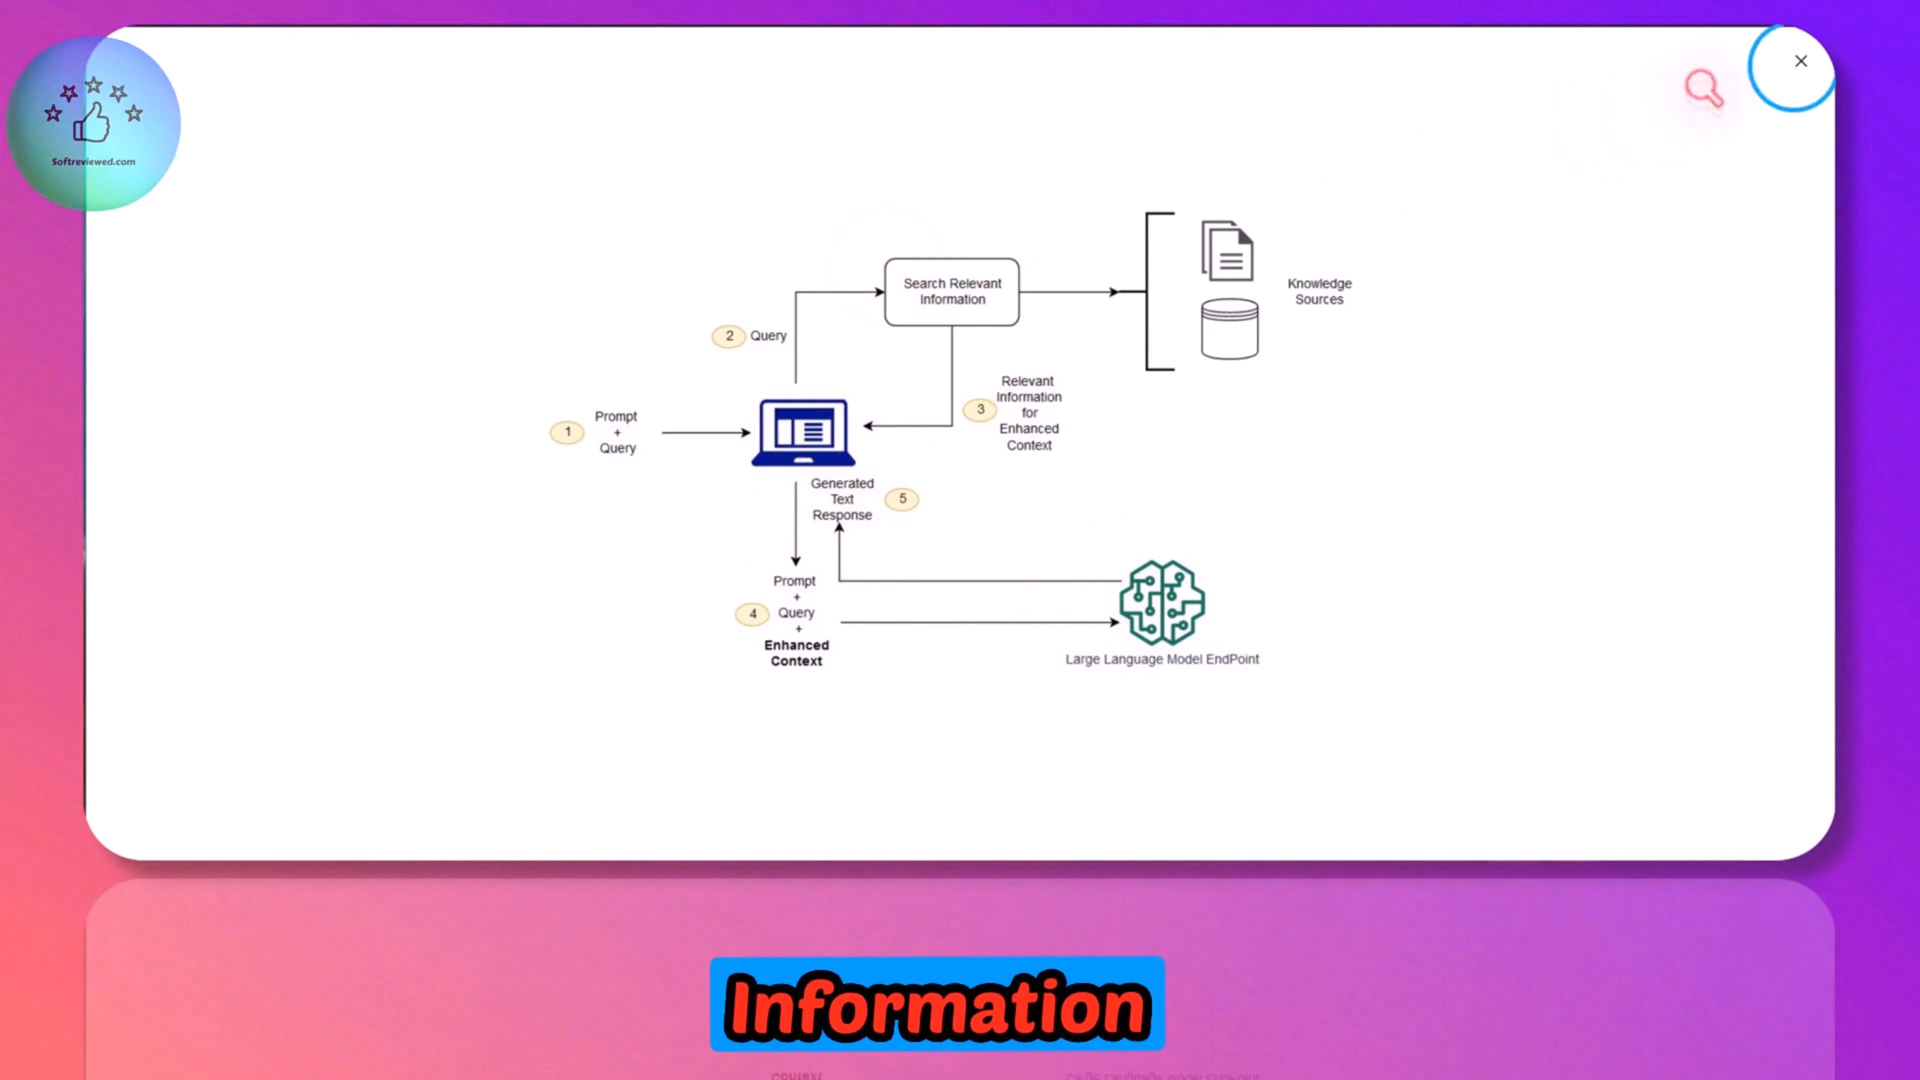 Softreviewed.com
Search Relevant
Information
Knowledge
Sources
2 Query
1
Prompt
+
Query
3
Relevant
Information
for
Enhanced
Context
Generated
Text
Response
5
4
Prompt
+
Query
+
Enhanced
Context
Large Language Model EndPoint
Information